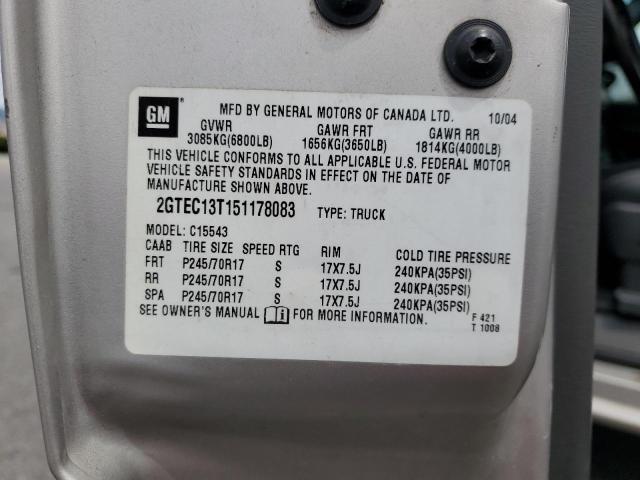 GM
MFD BY GENERAL MOTORS OF CANADA LTD. 10/04
GVWR GAWR FRT GAWR RR
3085KG(6800LB) 1656KG(3650LB) 1814KG(4000LB)
THIS VEHICLE CONFORMS TO ALL APPLICABLE U.S. FEDERAL MOTOR
VEHICLE SAFETY STANDARDS IN EFFECT ON THE DATE OF
MANUFACTURE SHOWN ABOVE.
2GTEC13T151178083 TYPE: TRUCK
MODEL: C15543
CAAB TIRE SIZE SPEED RTG RIM COLD TIRE PRESSURE
FRT P245/70R17 S 17X7.5J 240KPA(35PSI)
RR P245/70R17 S 17X7.5J 240KPA(35PSI)
SPA P245/70R17 S 17X7.5J 240KPA(35PSI)
SEE OWNER'S MANUAL i FOR MORE INFORMATION. F 421
T 1008